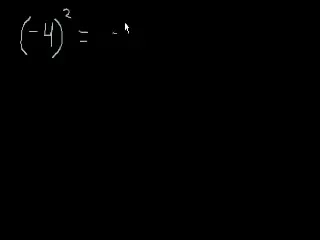 (-4)² = -